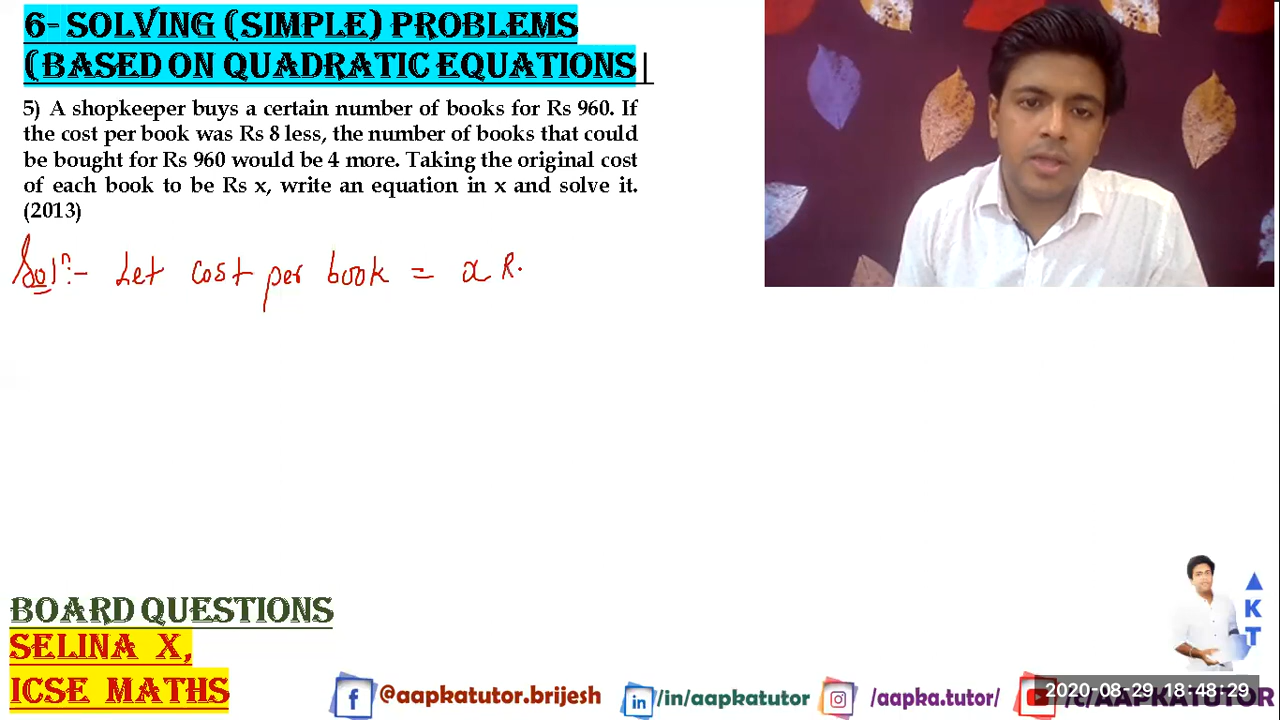 6- SOLVING (SIMPLE) PROBLEMS
(BASED ON QUADRATIC EQUATIONS
5) A shopkeeper buys a certain number of books for Rs 960. If
the cost per book was Rs 8 less, the number of books that could
be bought for Rs 960 would be 4 more. Taking the original cost
of each book to be Rs x, write an equation in x and solve it.
(2013)
Solⁿ:- Let cost per book = x R.
BOARD QUESTIONS
SELINA X,
ICSE MATHS
A
K
T
@aapkatutor.brijesh
/in/aapkatutor
/aapka.tutor/
/c/AAPKATUTOR
2020-08-29 18:48:29